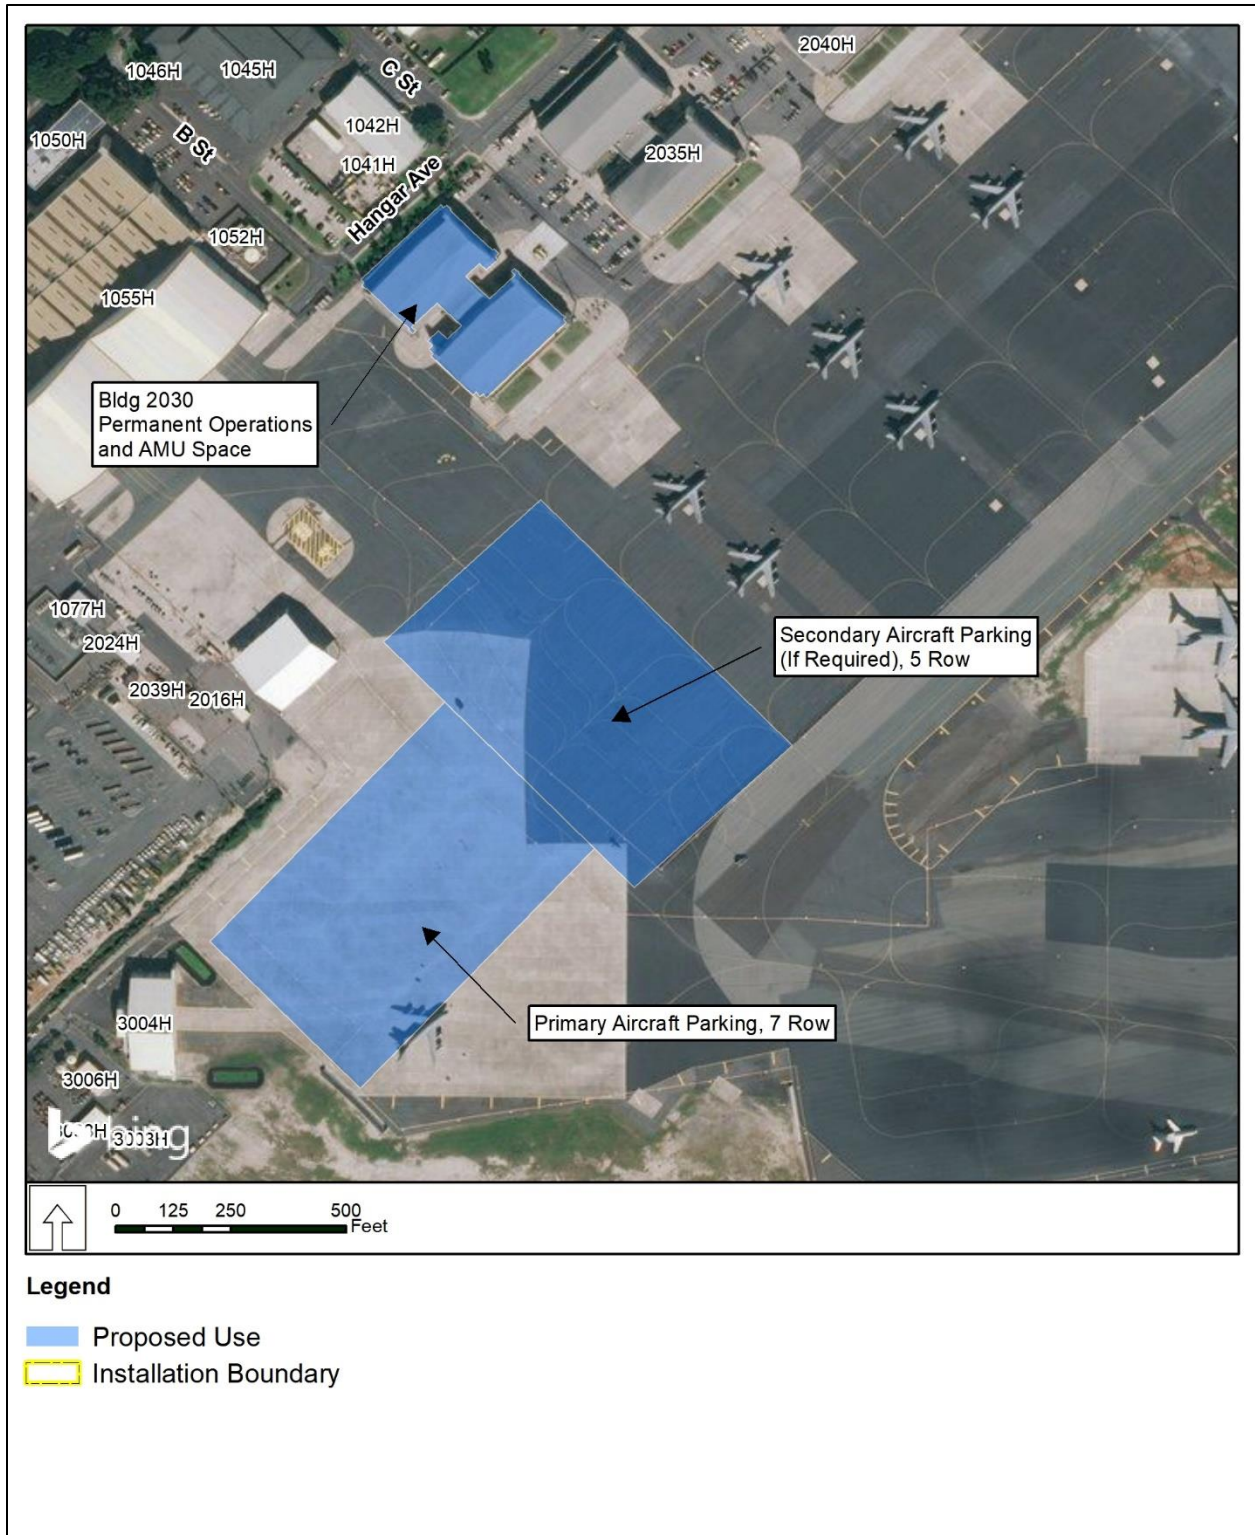 2040H
1046H
1045H
C St
1042H
1050H
B St
1041H
2035H
Hangar Ave
1052H
1055H
Bldg 2030
Permanent Operations
and AMU Space
1077H
2024H
Secondary Aircraft Parking
(If Required), 5 Row
2039H
2016H
Primary Aircraft Parking, 7 Row
3004H
3006H
3003H
bing
0 125 250 500
Feet
Legend
Proposed Use
Installation Boundary